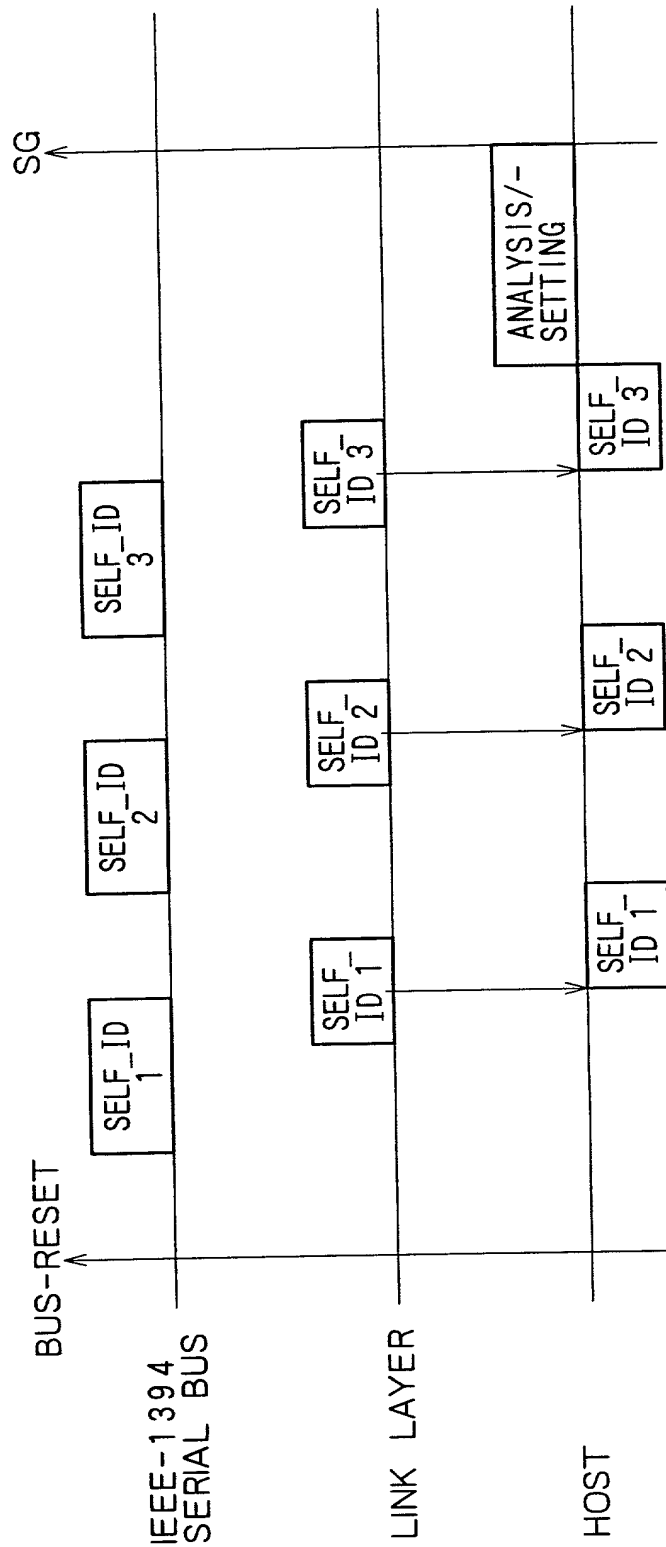 BUS-RESET
SG
IEEE-1394
SERIAL BUS
SELF_ID
1
SELF_ID
2
SELF_ID
3
LINK LAYER
SELF_
ID 1
SELF_
ID 2
SELF_
ID 3
HOST
SELF_
ID 1
SELF_
ID 2
SELF_
ID 3
ANALYSIS/-
SETTING